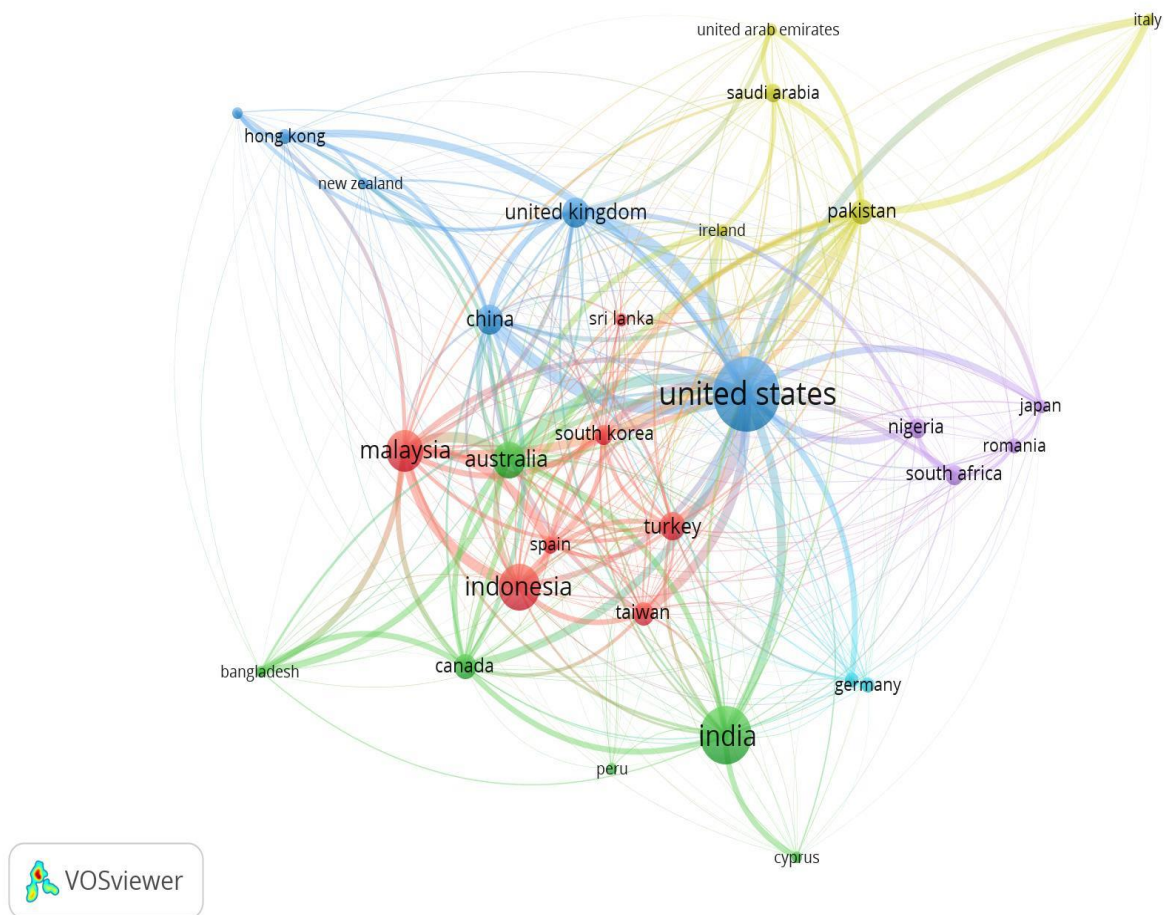 italy
united arab emirates
saudi arabia
hong kong
new zealand
united kingdom
pakistan
ireland
china
sri lanka
united states
japan
nigeria
south korea
romania
malaysia
australia
south africa
turkey
spain
indonesia
taiwan
canada
bangladesh
germany
india
peru
cyprus
VOSviewer